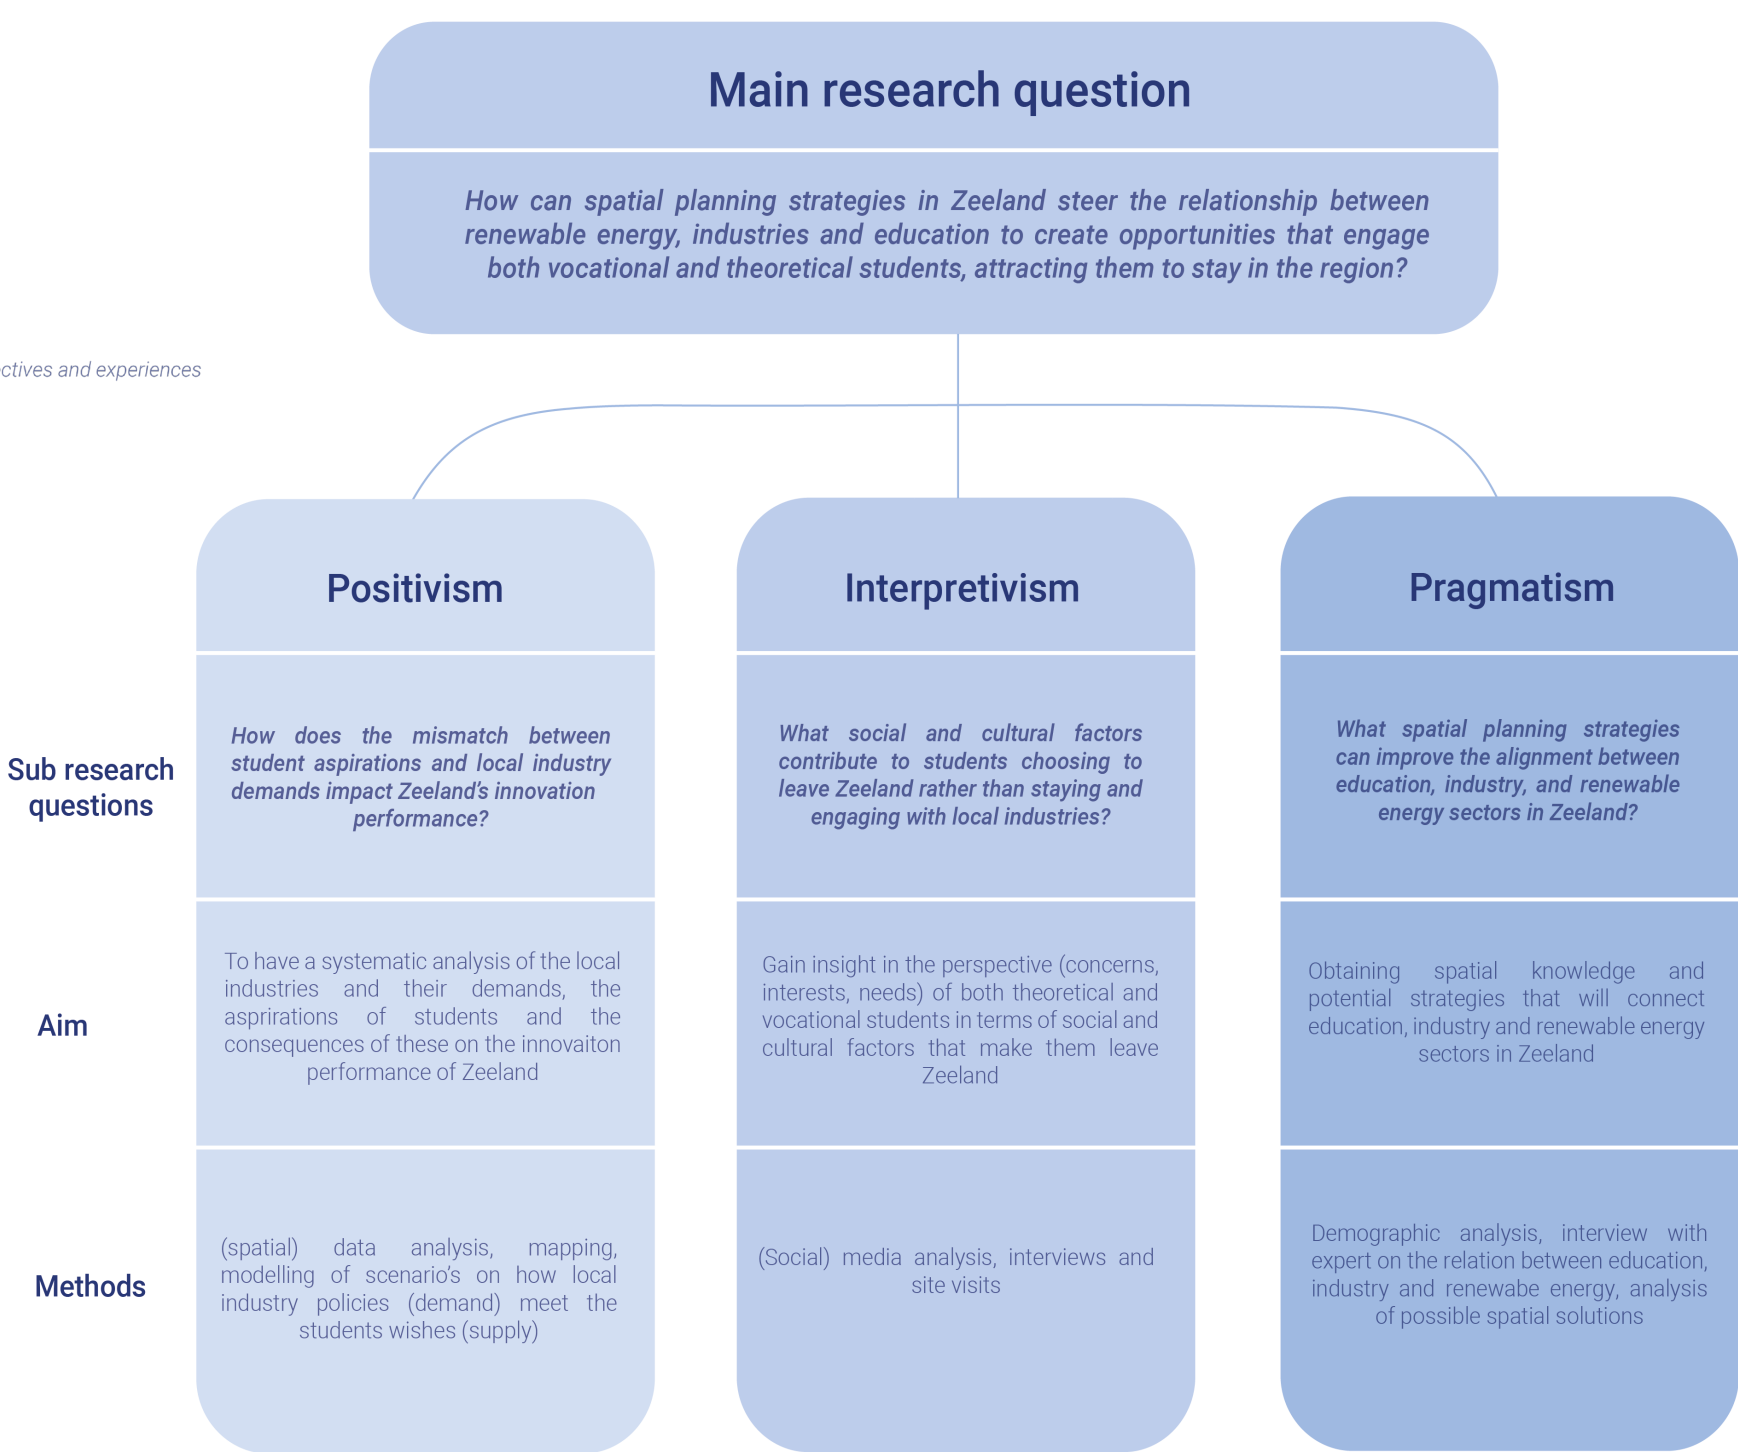 Main research question
How can spatial planning strategies in Zeeland steer the relationship between
renewable energy, industries and education to create opportunities that engage
both vocational and theoretical students, attracting them to stay in the region?
and experiences
Positivism
Interpretivism
Pragmatism
Sub research
questions
How does the mismatch between
student aspirations and local industry
demands impact Zeeland's innovation
performance?
What social and cultural factors
contribute to students choosing to
leave Zeeland rather than staying and
engaging with local industries?
What spatial planning strategies
can improve the alignment between
education, industry, and renewable
energy sectors in Zeeland?
Aim
To have a systematic analysis of the local
industries and their demands, the
asprirations of students and the
consequences of these on the innovaiton
performance of Zeeland
Gain insight in the perspective (concerns,
interests, needs) of both theoretical and
vocational students in terms of social and
cultural factors that make them leave
Zeeland
Obtaining spatial knowledge and
potential strategies that will connect
education, industry and renewable energy
sectors in Zeeland
Methods
(spatial) data analysis, mapping,
modelling of scenario's on how local
industry policies (demand) meet the
students wishes (supply)
(Social) media analysis, interviews and
site visits
Demographic analysis, interview with
expert on the relation between education,
industry and renewabe energy, analysis
of possible spatial solutions